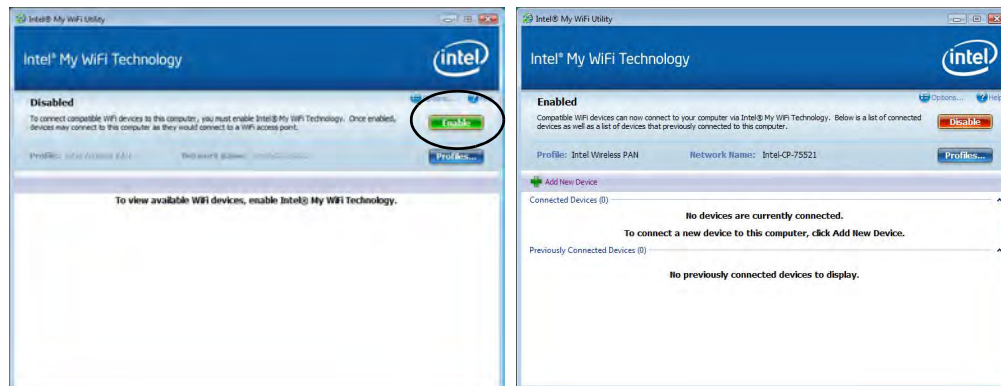 Intel® My WiFi Utility
Intel® My WiFi Technology
intel
Disabled
To connect compatible WiFi devices to this computer, you must enable Intel® My WiFi Technology. Once enabled,
devices may connect to this computer as they would connect to a WiFi access point.
Enable
Profile: Intel Wireless PAN
Network Name:
Profiles...
To view available WiFi devices, enable Intel® My WiFi Technology.
Intel® My WiFi Utility
Intel® My WiFi Technology
intel
Options... Help
Enabled
Compatible WiFi devices can now connect to your computer via Intel® My WiFi Technology. Below is a list of connected
devices as well as a list of devices that previously connected to this computer.
Disable
Profile: Intel Wireless PAN
Network Name: Intel-CP-75521
Profiles...
Add New Device
Connected Devices (0)
No devices are currently connected.
To connect a new device to this computer, click Add New Device.
Previously Connected Devices (0)
No previously connected devices to display.